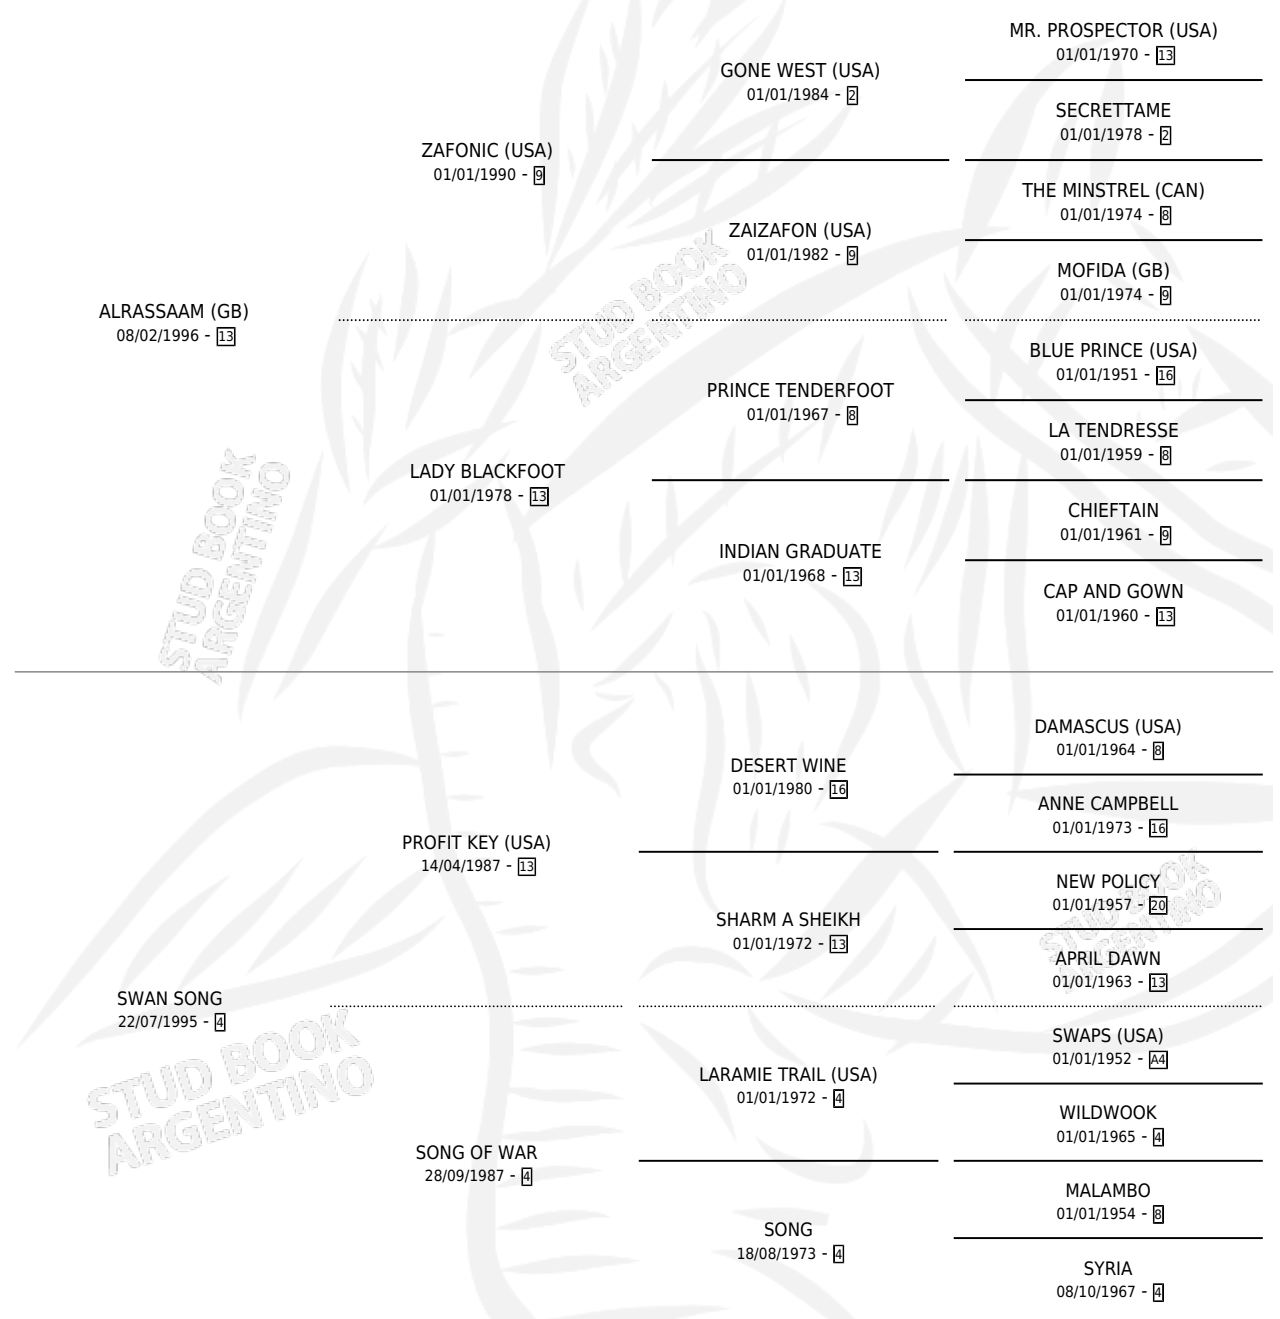 MR. PROSPECTOR (USA)
01/01/1970 - 13
GONE WEST (USA)
01/01/1984 - 2
SECRETTAME
01/01/1978 - 2
ZAFONIC (USA)
01/01/1990 - 9
THE MINSTREL (CAN)
01/01/1974 - 8
ZAIZAFON (USA)
01/01/1982 - 9
MOFIDA (GB)
01/01/1974 - 9
STUD BOOK
ARGENTINO
ALRASSAAM (GB)
08/02/1996 - 13
BLUE PRINCE (USA)
01/01/1951 - 16
PRINCE TENDERFOOT
01/01/1967 - 8
LA TENDRESSE
01/01/1959 - 8
LADY BLACKFOOT
01/01/1978 - 13
CHIEFTAIN
01/01/1961 - 9
INDIAN GRADUATE
01/01/1968 - 13
CAP AND GOWN
01/01/1960 - 13
STUD BOOK
ARGENTINO
DAMASCUS (USA)
01/01/1964 - 8
DESERT WINE
01/01/1980 - 16
ANNE CAMPBELL
01/01/1973 - 16
PROFIT KEY (USA)
14/04/1987 - 13
NEW POLICY
01/01/1957 - 20
SHARM A SHEIKH
01/01/1972 - 13
APRIL DAWN
01/01/1963 - 13
STUD BOOK
ARGENTINO
SWAN SONG
22/07/1995 - 4
SWAPS (USA)
01/01/1952 - A4
LARAMIE TRAIL (USA)
01/01/1972 - 4
WILDWOOK
01/01/1965 - 4
SONG OF WAR
28/09/1987 - 4
MALAMBO
01/01/1954 - 8
SONG
18/08/1973 - 4
SYRIA
08/10/1967 - 4
STUD BOOK
ARGENTINO